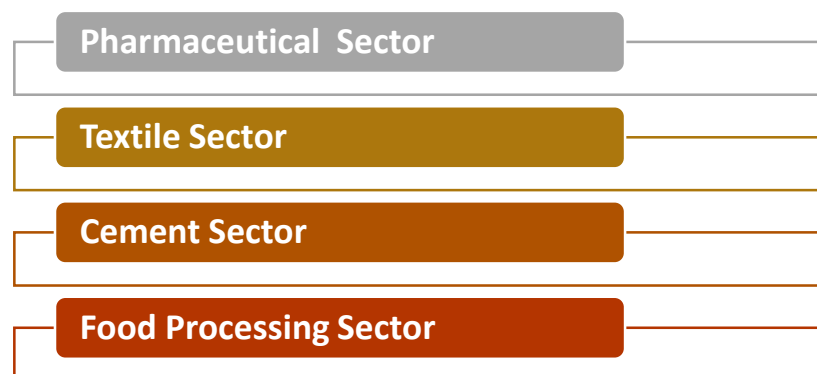 Pharmaceutical  Sector
Textile Sector
Cement Sector
Food Processing Sector